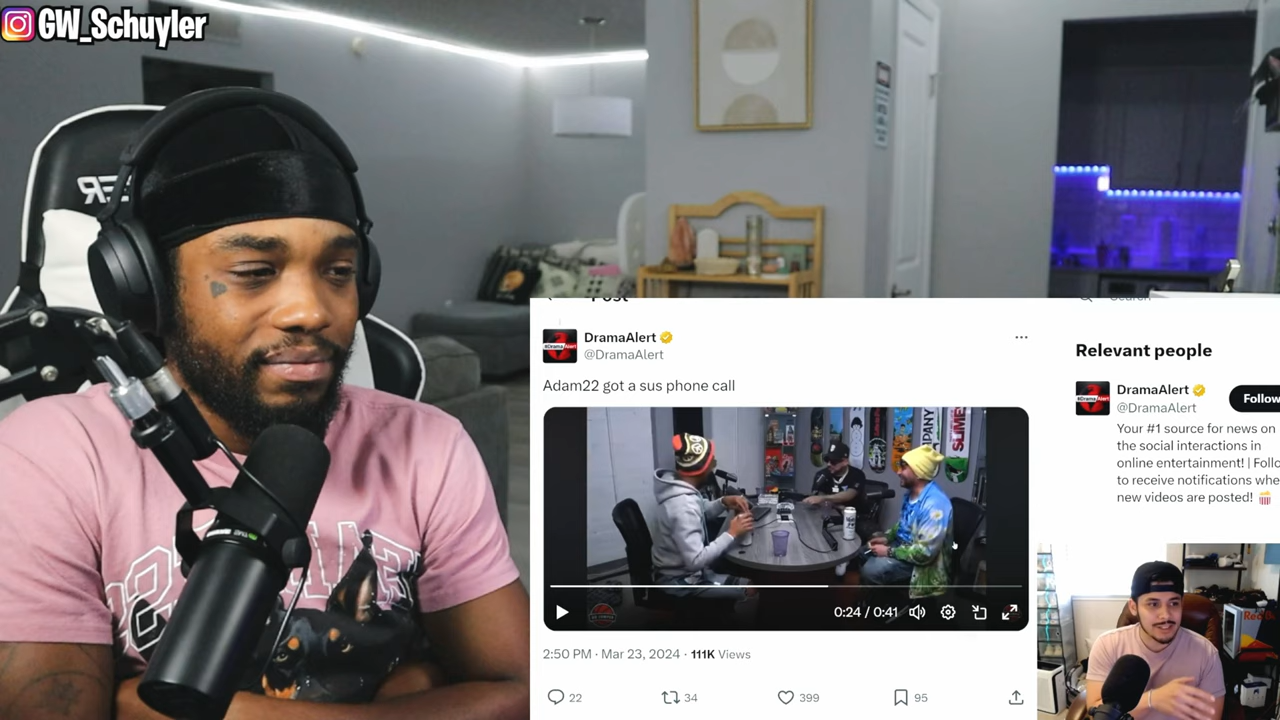 GW_Schuyler
Post
Search
DramaAlert
@DramaAlert
Adam22 got a sus phone call
0:24 / 0:41
2:50 PM · Mar 23, 2024 · 111K Views
22
34
399
95
Relevant people
DramaAlert
@DramaAlert
Follow
Your #1 source for news on
the social interactions in
online entertainment! | Follo
to receive notifications whe
new videos are posted! 🍿